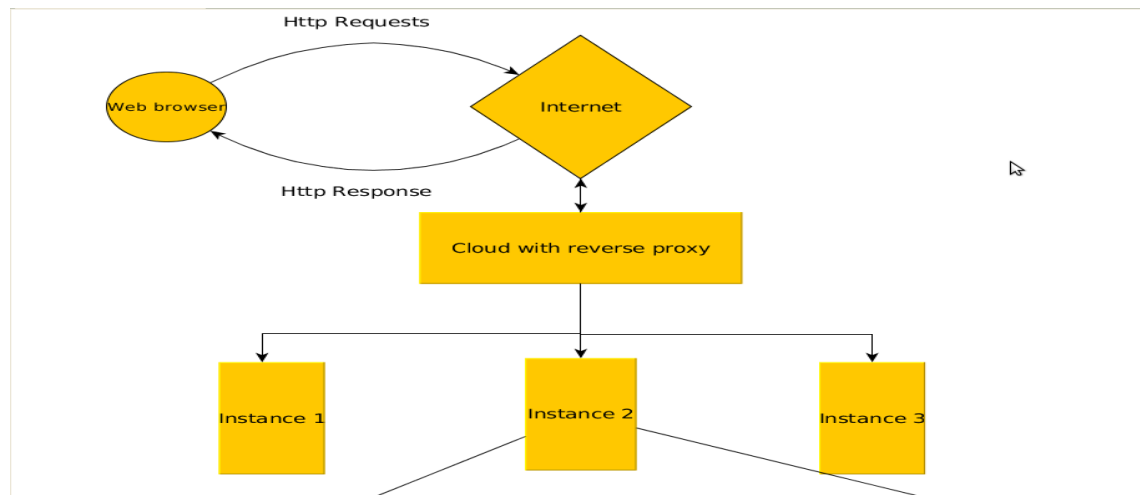 Http Requests
Web browser
Internet
Http Response
Cloud with reverse proxy
Instance 1
Instance 2
Instance 3